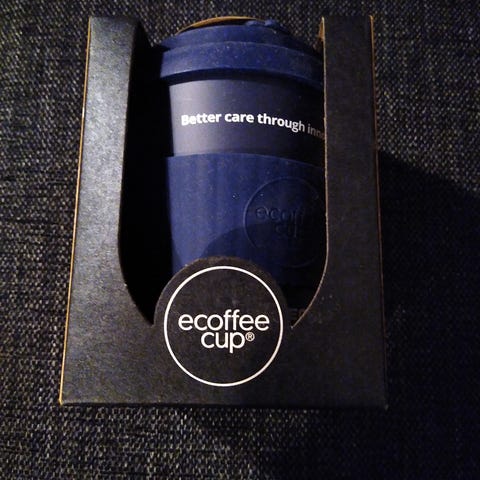 Better care through
ecoffee
cup
ecoffee
cup®